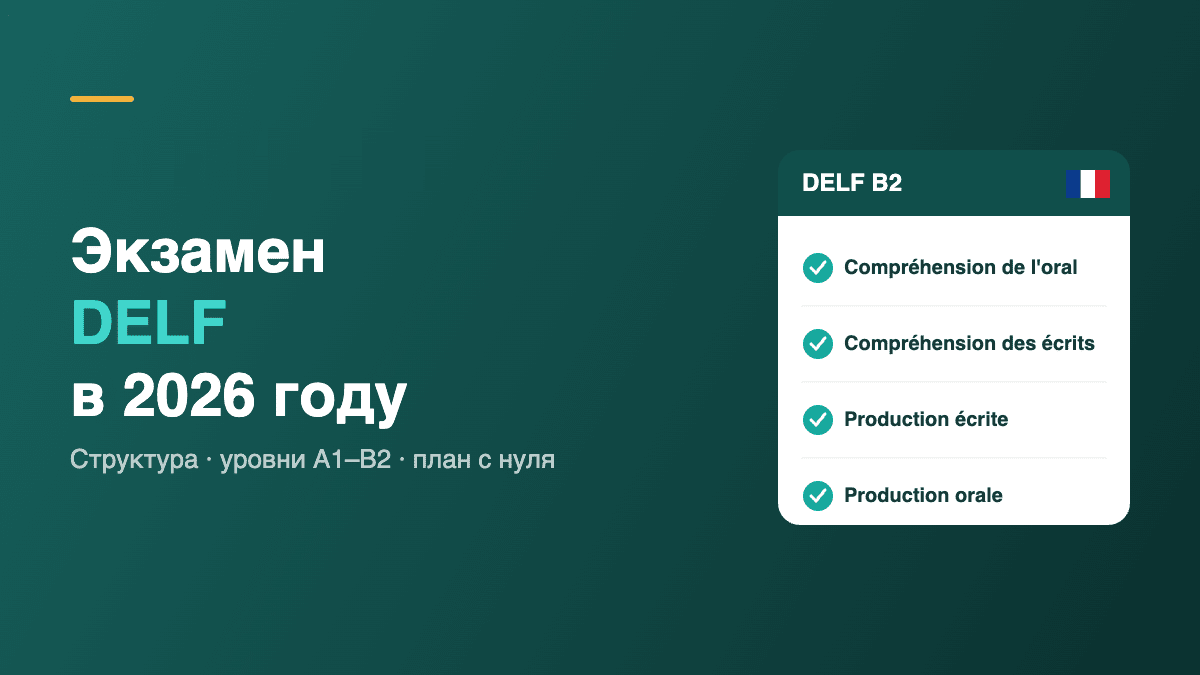 Экзамен
DELF
в 2026 году
Структура · уровни A1–B2 · план с нуля
DELF B2
Compréhension de l'oral
Compréhension des écrits
Production écrite
Production orale